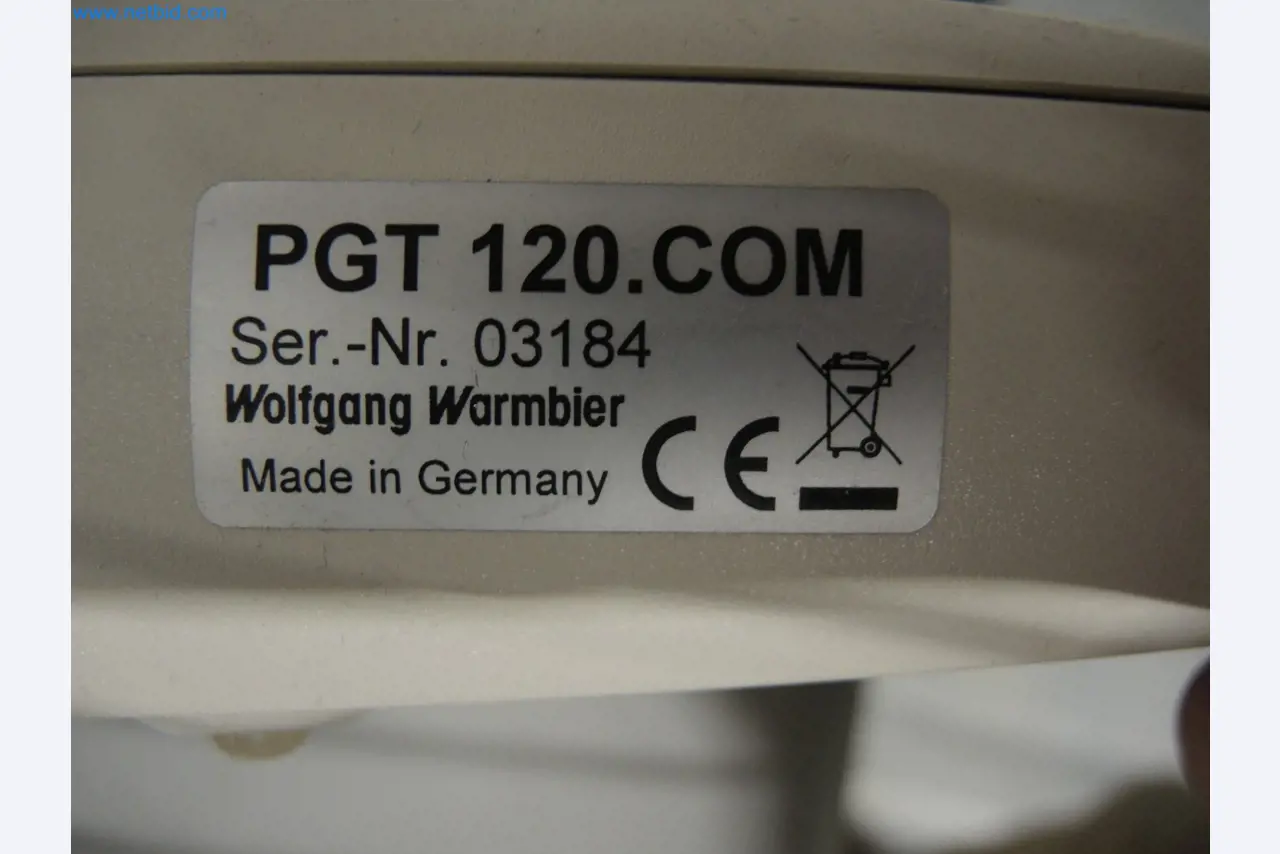 www.netbid.com
PGT 120.COM
Ser.-Nr. 03184
Wolfgang Warmbier
Made in Germany
CE